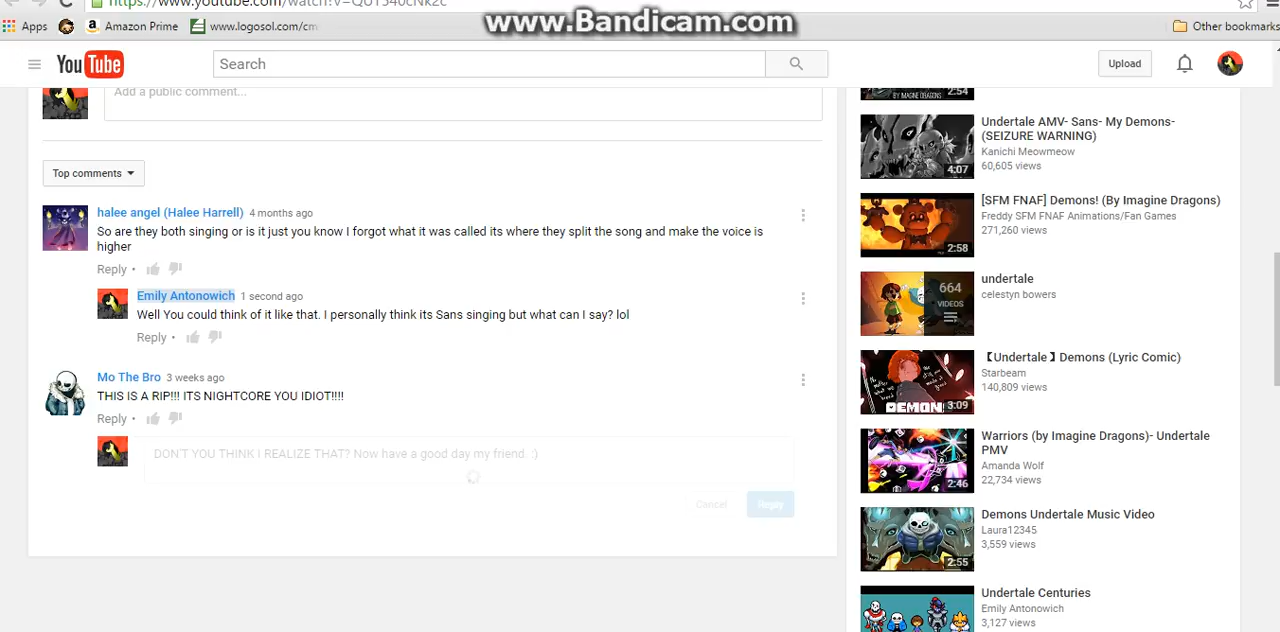 https://www.youtube.com/watch?v=
www.Bandicam.com
Apps
Amazon Prime
www.logosol.com/cm
Other bookmarks
YouTube
Search
Upload
Add a public comment...
Top comments
halee angel (Halee Harrell) 4 months ago
So are they both singing or is it just you know I forgot what it was called its where they split the song and make the voice is
higher
Reply •
Emily Antonowich 1 second ago
Well You could think of it like that. I personally think its Sans singing but what can I say? lol
Reply •
Mo The Bro 3 weeks ago
THIS IS A RIP!!! ITS NIGHTCORE YOU IDIOT!!!!
Reply •
DON'T YOU THINK I REALIZE THAT? Now have a good day my friend. :)
Cancel
Reply
BY IMAGINE DRAGONS
2:54
Undertale AMV- Sans- My Demons-
(SEIZURE WARNING)
Kanichi Meowmeow
60,605 views
4:07
[SFM FNAF] Demons! (By Imagine Dragons)
Freddy SFM FNAF Animations/Fan Games
271,260 views
2:58
undertale
celestyn bowers
664
VIDEOS
【Undertale】Demons (Lyric Comic)
Starbeam
140,809 views
DEMON
3:09
Warriors (by Imagine Dragons)- Undertale
PMV
Amanda Wolf
22,734 views
2:46
Demons Undertale Music Video
Laura12345
3,559 views
2:55
Undertale Centuries
Emily Antonowich
3,127 views